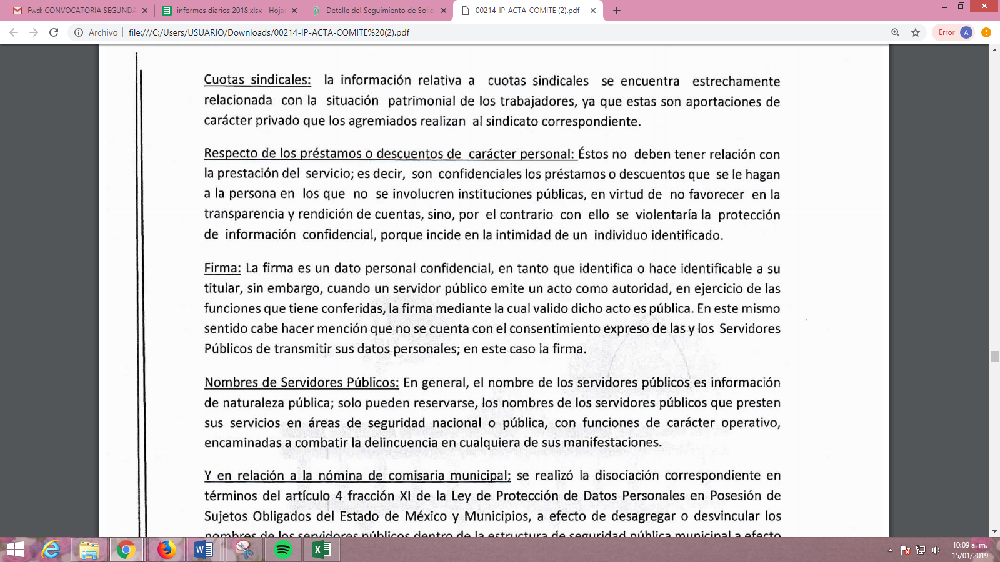 Fwd: CONVOCATORIA SEGUNDA
informes diarios 2018.xlsx - Hoja
Detalle del Seguimiento de Solic
00214-IP-ACTA-COMITE (2).pdf
Archivo
file:///C:/Users/USUARIO/Downloads/00214-IP-ACTA-COMITE%20(2).pdf
Error A
Cuotas sindicales: la información relativa a cuotas sindicales se encuentra estrechamente
relacionada con la situación patrimonial de los trabajadores, ya que estas son aportaciones de
carácter privado que los agremiados realizan al sindicato correspondiente.
Respecto de los préstamos o descuentos de carácter personal: Éstos no deben tener relación con
la prestación del servicio; es decir, son confidenciales los préstamos o descuentos que se le hagan
a la persona en los que no se involucren instituciones públicas, en virtud de no favorecer en la
transparencia y rendición de cuentas, sino, por el contrario con ello se violentaría la protección
de información confidencial, porque incide en la intimidad de un individuo identificado.
Firma: La firma es un dato personal confidencial, en tanto que identifica o hace identificable a su
titular, sin embargo, cuando un servidor público emite un acto como autoridad, en ejercicio de las
funciones que tiene conferidas, la firma mediante la cual valido dicho acto es pública. En este mismo
sentido cabe hacer mención que no se cuenta con el consentimiento expreso de las y los Servidores
Públicos de transmitir sus datos personales; en este caso la firma.
Nombres de Servidores Públicos: En general, el nombre de los servidores públicos es información
de naturaleza pública; solo pueden reservarse, los nombres de los servidores públicos que presten
sus servicios en áreas de seguridad nacional o pública, con funciones de carácter operativo,
encaminadas a combatir la delincuencia en cualquiera de sus manifestaciones.
Y en relación a la nómina de comisaria municipal; se realizó la disociación correspondiente en
términos del artículo 4 fracción XI de la Ley de Protección de Datos Personales en Posesión de
Sujetos Obligados del Estado de México y Municipios, a efecto de desagregar o desvincular los
nombres de los servidores públicos dentro de la estructura de seguridad pública municipal a efecto
10:09 a. m.
15/01/2019